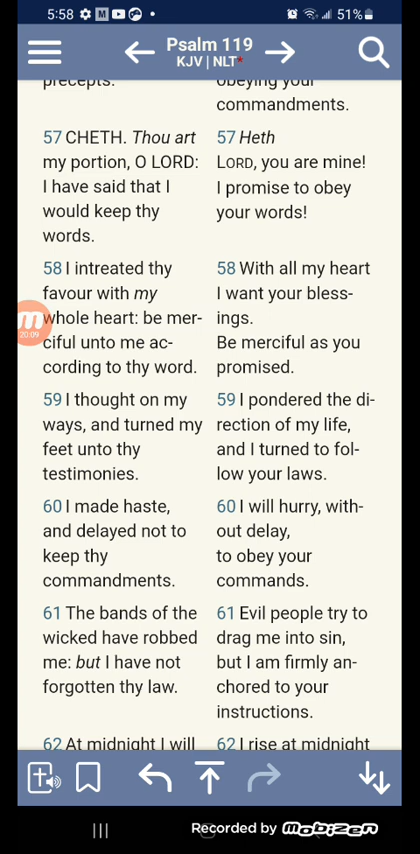 5:58 M 51%
Psalm 119
KJV | NLT*
precepts.
57 CHETH. Thou art
my portion, O LORD:
I have said that I
would keep thy
words.
58 I intreated thy
favour with my
whole heart: be mer-
ciful unto me ac-
cording to thy word.
59 I thought on my
ways, and turned my
feet unto thy
testimonies.
60 I made haste,
and delayed not to
keep thy
commandments.
61 The bands of the
wicked have robbed
me: but I have not
forgotten thy law.
62 At midnight I will
obeying your
commandments.
57 Heth
LORD, you are mine!
I promise to obey
your words!
58 With all my heart
I want your bless-
ings.
Be merciful as you
promised.
59 I pondered the di-
rection of my life,
and I turned to fol-
low your laws.
60 I will hurry, with-
out delay,
to obey your
commands.
61 Evil people try to
drag me into sin,
but I am firmly an-
chored to your
instructions.
62 I rise at midnight
m
20:09
Recorded by mobizen